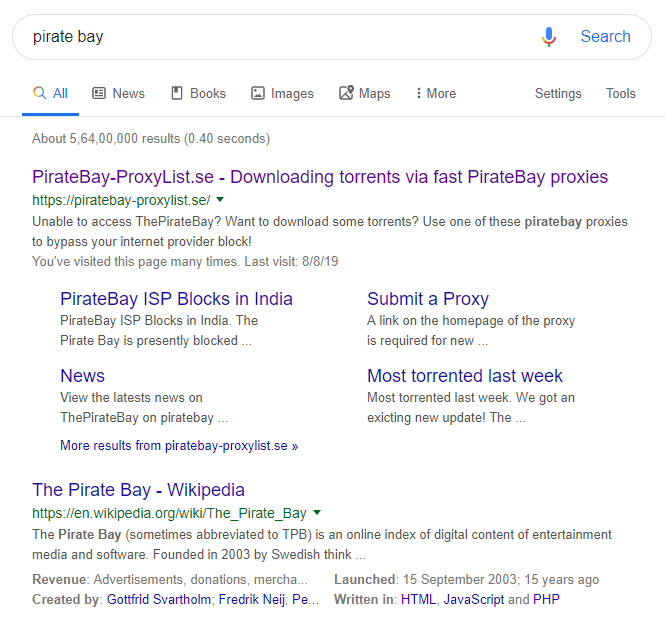 pirate bay
Search
All News Books Images Maps More Settings Tools
About 5,64,00,000 results (0.40 seconds)
PirateBay-ProxyList.se - Downloading torrents via fast PirateBay proxies
https://piratebay-proxylist.se/
Unable to access ThePirateBay? Want to download some torrents? Use one of these piratebay proxies
to bypass your internet provider block!
You've visited this page many times. Last visit: 8/8/19
PirateBay ISP Blocks in India
PirateBay ISP Blocks in India. The
Pirate Bay is presently blocked ...
Submit a Proxy
A link on the homepage of the proxy
is required for new ...
News
View the latests news on
ThePirateBay on piratebay ...
Most torrented last week
Most torrented last week. We got an
exicting new update! The ...
More results from piratebay-proxylist.se »
The Pirate Bay - Wikipedia
https://en.wikipedia.org/wiki/The_Pirate_Bay
The Pirate Bay (sometimes abbreviated to TPB) is an online index of digital content of entertainment
media and software. Founded in 2003 by Swedish think ...
Revenue: Advertisements, donations, mercha...
Launched: 15 September 2003; 15 years ago
Created by: Gottfrid Svartholm; Fredrik Neij; Pe...
Written in: HTML, JavaScript and PHP